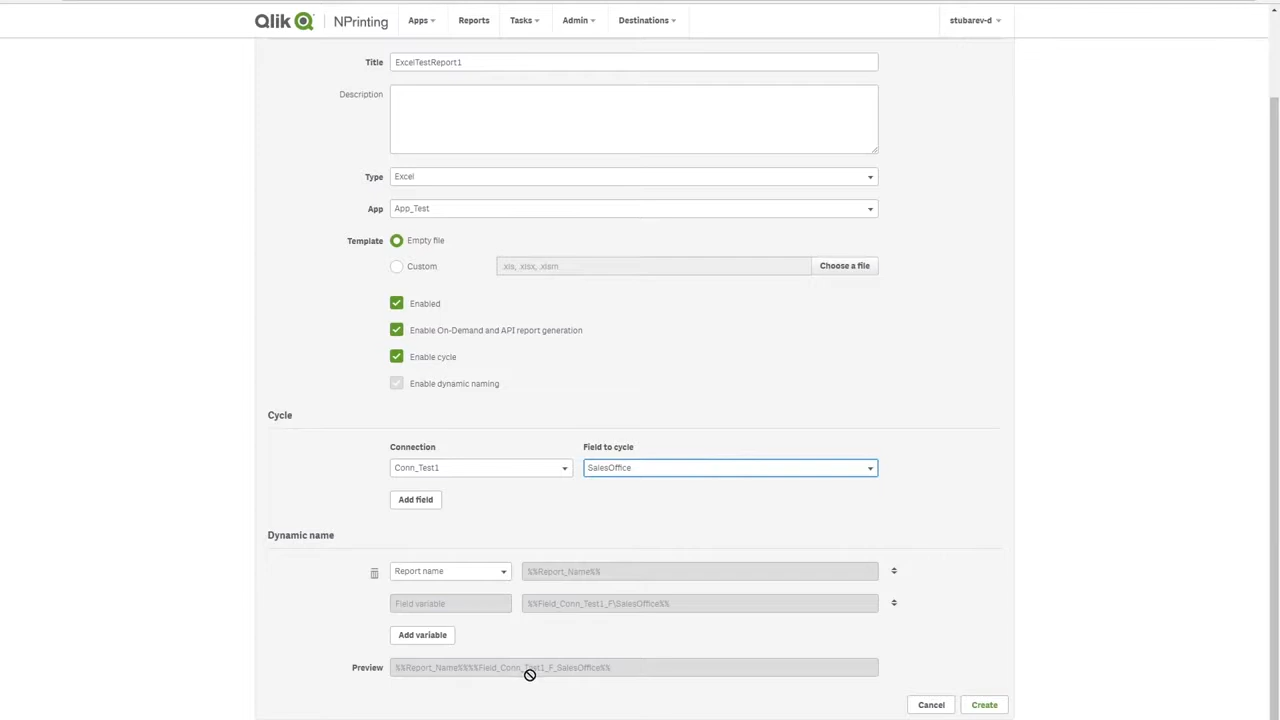 Qlik NPrinting Apps Reports Tasks Admin Destinations stubarev-d
Title ExcelTestReport1
Description
Type Excel
App App_Test
Template Empty file
Custom .xls, .xlsx, .xlsm Choose a file
Enabled
Enable On-Demand and API report generation
Enable cycle
Enable dynamic naming
Cycle
Connection Field to cycle
Conn_Test1 SalesOffice
Add field
Dynamic name
Report name %%Report_Name%%
Field variable %%Field_Conn_Test1_F\SalesOffice%%
Add variable
Preview %%Report_Name%%%%Field_Conn_Test1_F_SalesOffice%%
Cancel Create